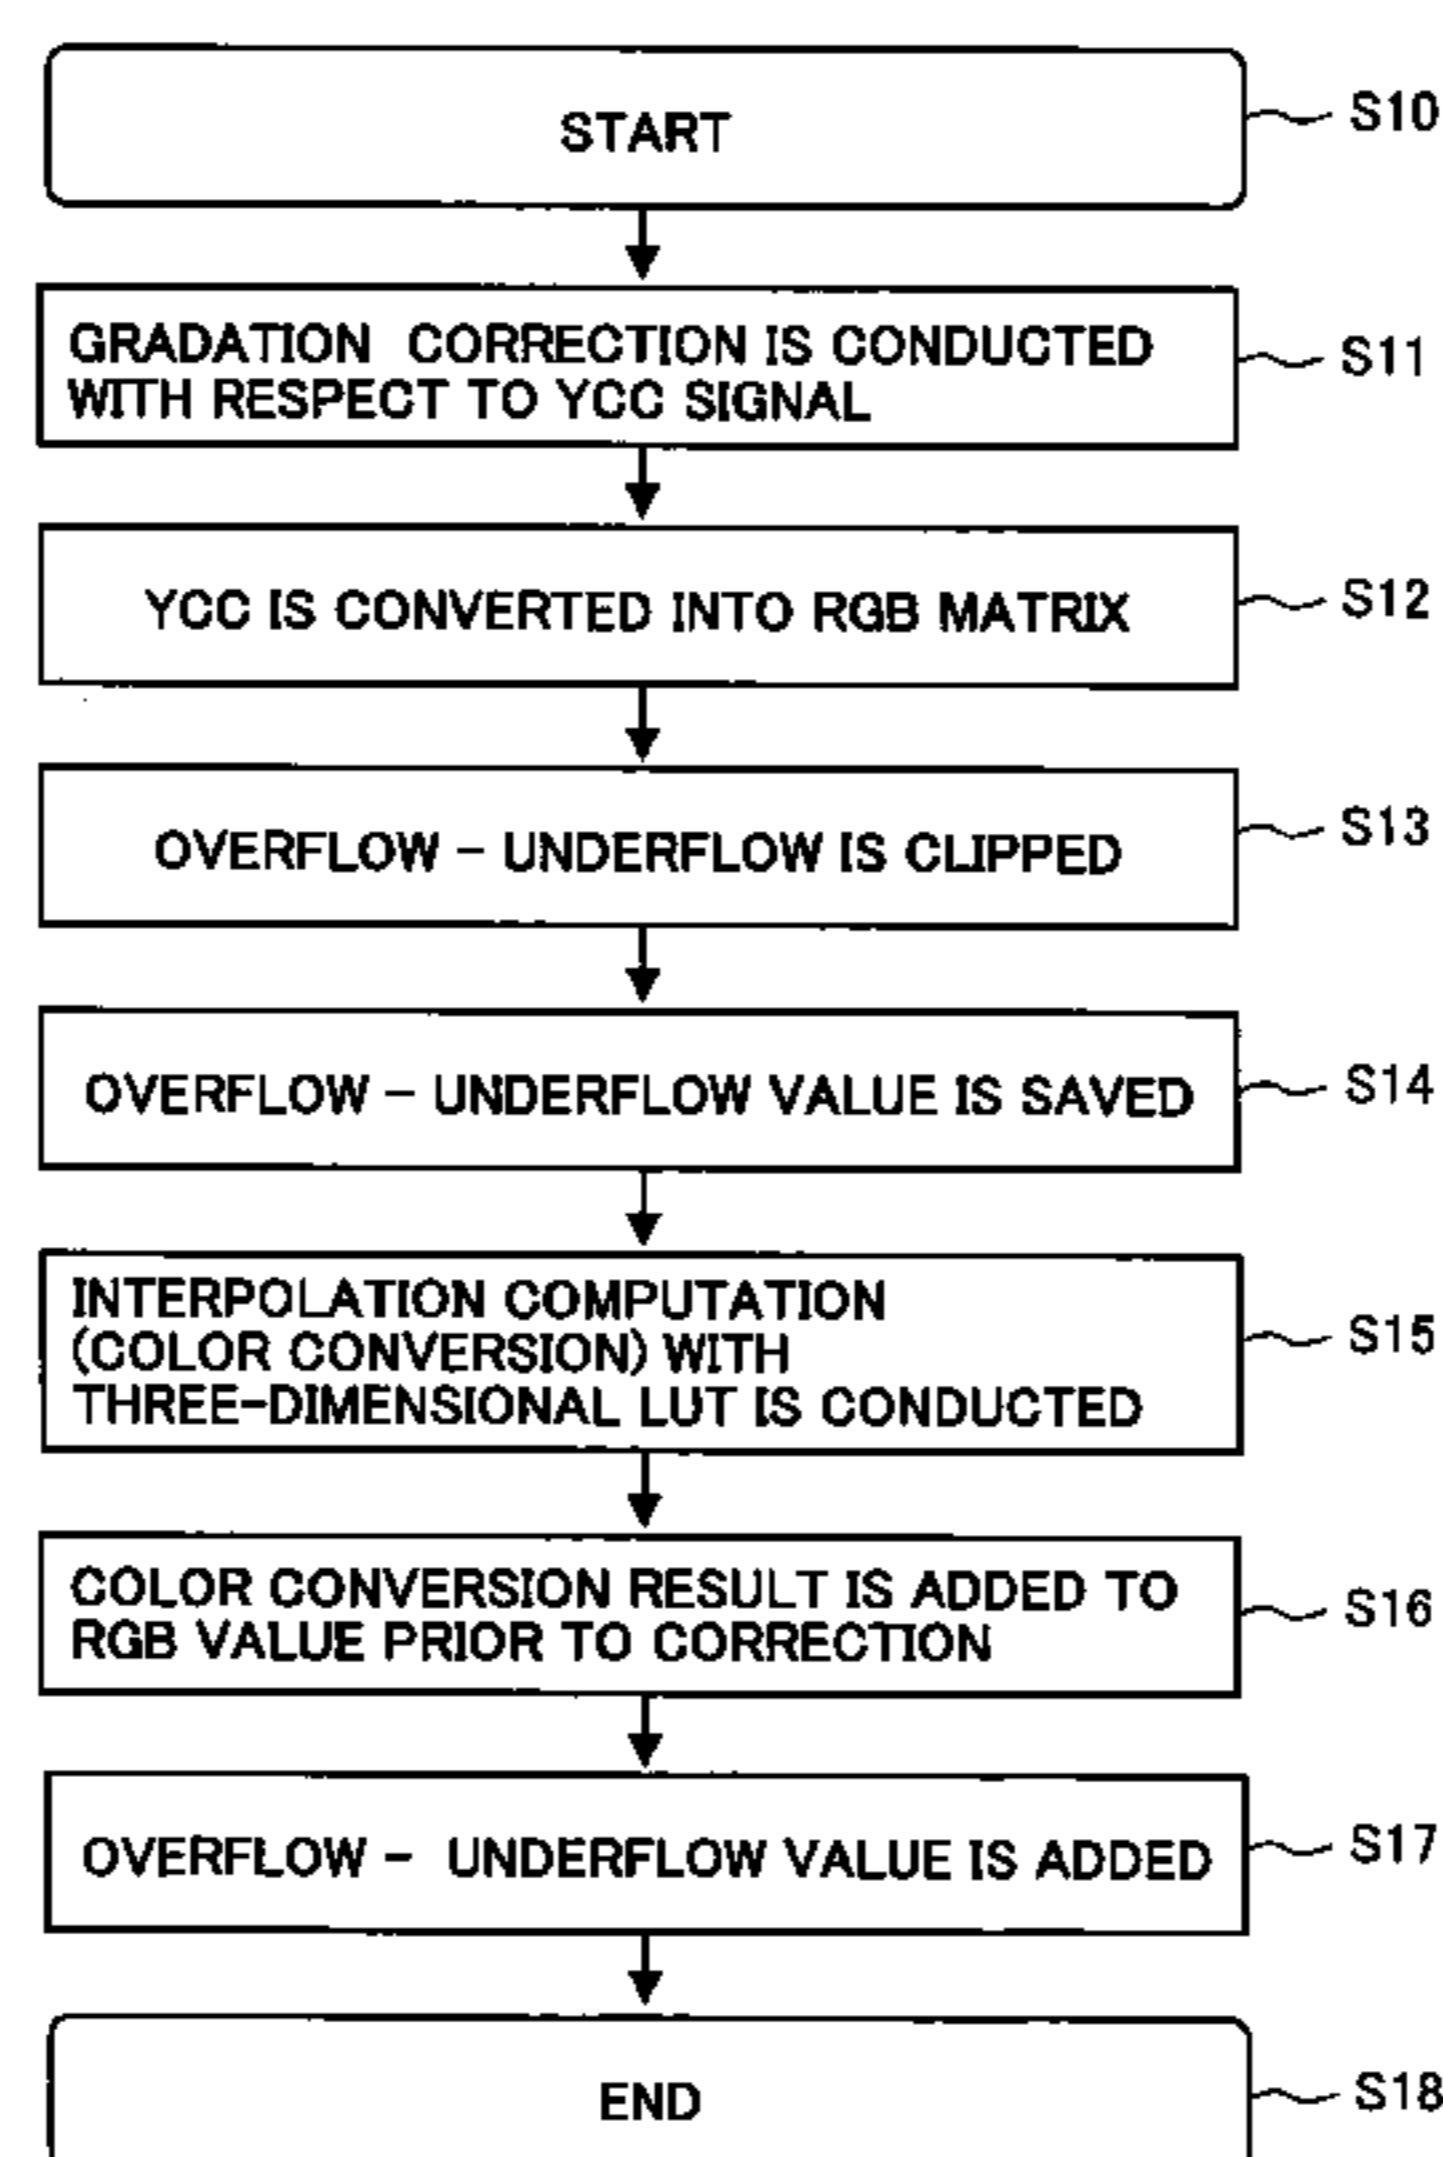 START
S10
GRADATION CORRECTION IS CONDUCTED
WITH RESPECT TO YCC SIGNAL
S11
YCC IS CONVERTED INTO RGB MATRIX
S12
OVERFLOW - UNDERFLOW IS CLIPPED
S13
OVERFLOW - UNDERFLOW VALUE IS SAVED
S14
INTERPOLATION COMPUTATION
(COLOR CONVERSION) WITH
THREE-DIMENSIONAL LUT IS CONDUCTED
S15
COLOR CONVERSION RESULT IS ADDED TO
RGB VALUE PRIOR TO CORRECTION
S16
OVERFLOW - UNDERFLOW VALUE IS ADDED
S17
END
S18